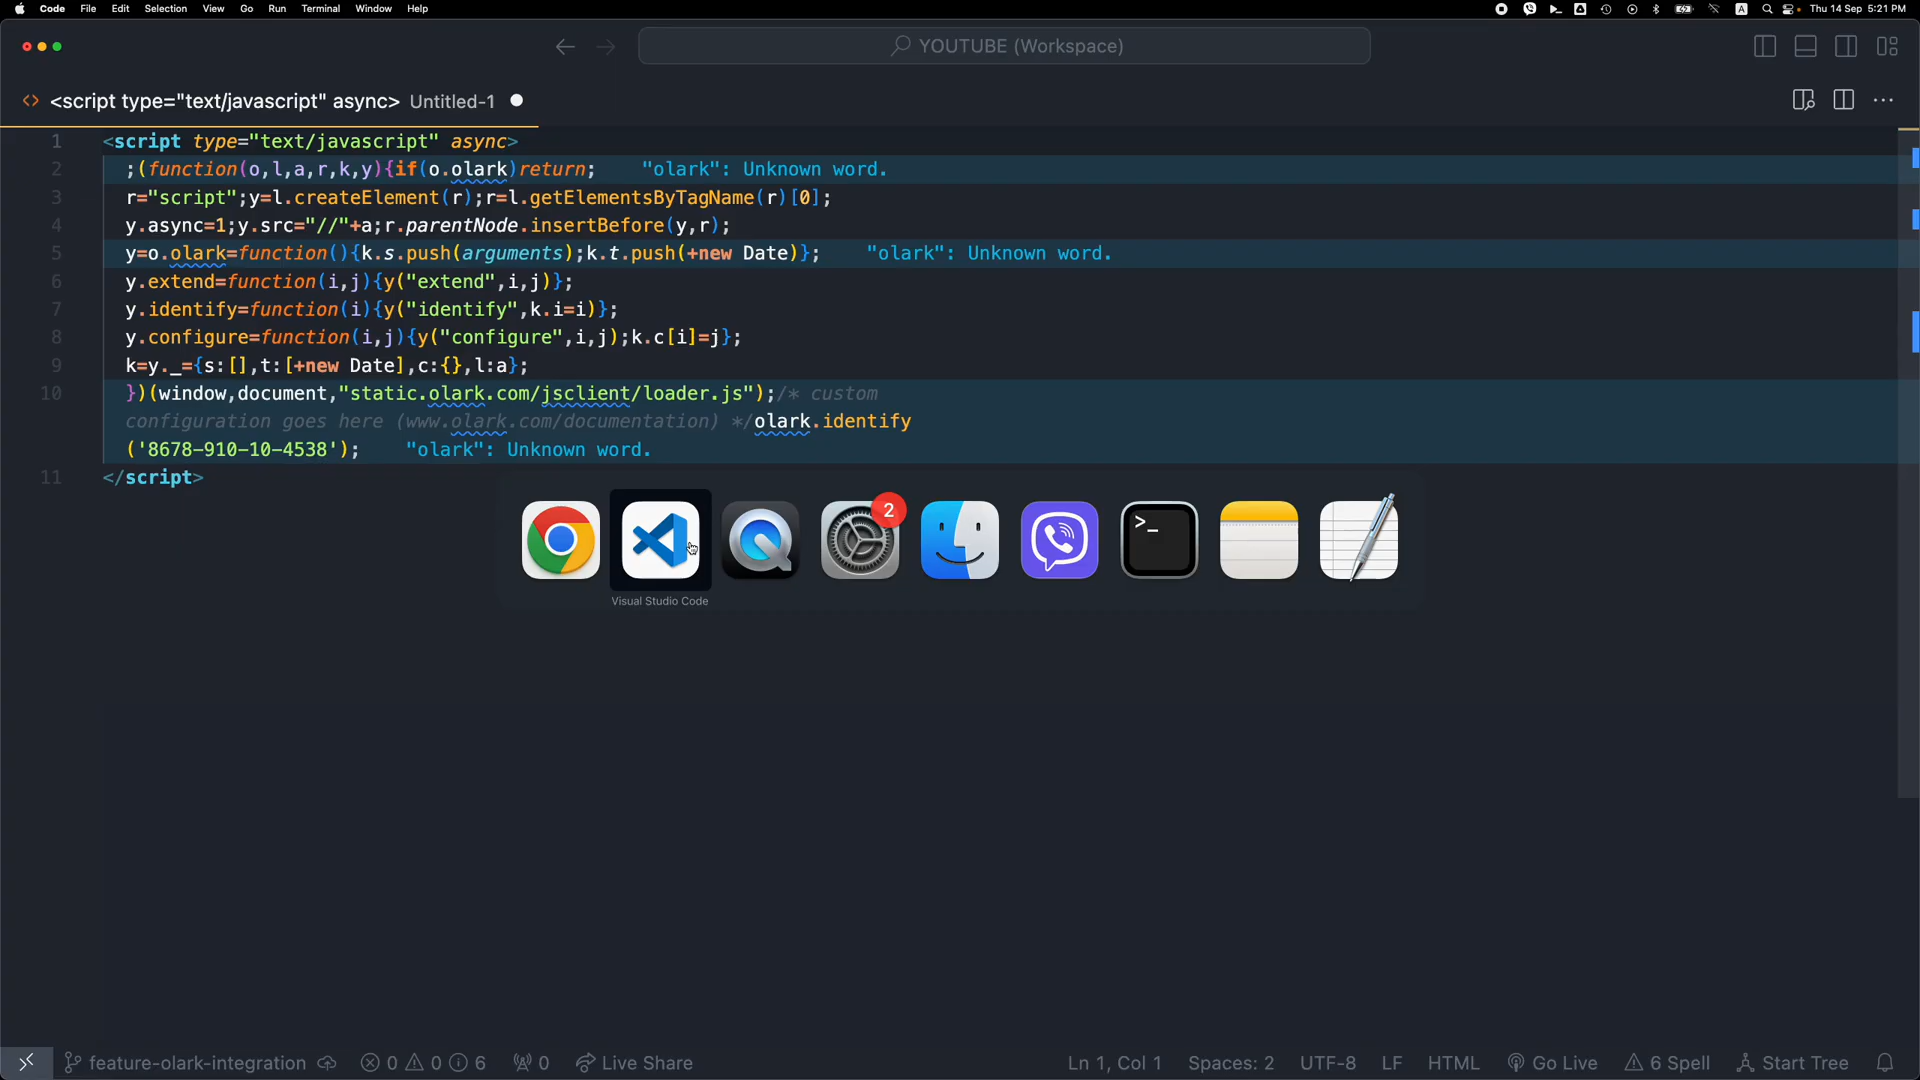 Code File Edit Selection View Go Run Terminal Window Help A Thu 14 Sep 5:21 PM
YOUTUBE (Workspace)
<script type="text/javascript" async> Untitled-1
1 <script type="text/javascript" async>
2 ;(function(o,l,a,r,k,y){if(o.olark)return; "olark": Unknown word.
3 r="script";y=l.createElement(r);r=l.getElementsByTagName(r)[0];
4 y.async=1;y.src="//"+a;r.parentNode.insertBefore(y,r);
5 y=o.olark=function(){k.s.push(arguments);k.t.push(+new Date)}; "olark": Unknown word.
6 y.extend=function(i,j){y("extend",i,j)};
7 y.identify=function(i){y("identify",k.i=i)};
8 y.configure=function(i,j){y("configure",i,j);k.c[i]=j};
9 k=y._={s:[],t:[+new Date],c:{},l:a};
10 })(window,document,"static.olark.com/jsclient/loader.js");/* custom
configuration goes here (www.olark.com/documentation) */olark.identify
('8678-910-10-4538'); "olark": Unknown word.
11 </script>
2
>_
Visual Studio Code
feature-olark-integration 0 0 6 0 Live Share Ln 1, Col 1 Spaces: 2 UTF-8 LF HTML Go Live 6 Spell Start Tree